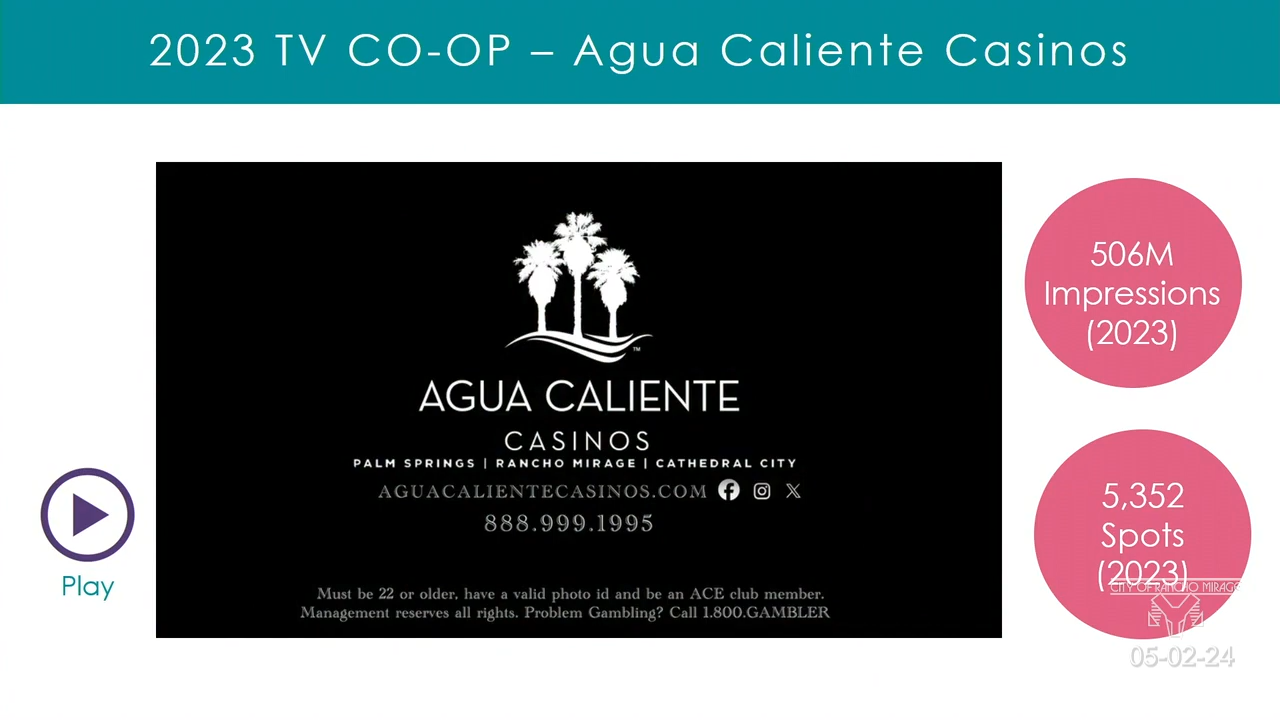 2023 TV CO-OP – Agua Caliente Casinos
AGUA CALIENTE
CASINOS
PALM SPRINGS | RANCHO MIRAGE | CATHEDRAL CITY
AGUACALIENTECASINOS.COM
888.999.1995
Must be 22 or older, have a valid photo id and be an ACE club member.
Management reserves all rights. Problem Gambling? Call 1.800.GAMBLER
Play
506M
Impressions
(2023)
5,352
Spots
(2023)
CITY OF RANCHO MIRAGE
05-02-24